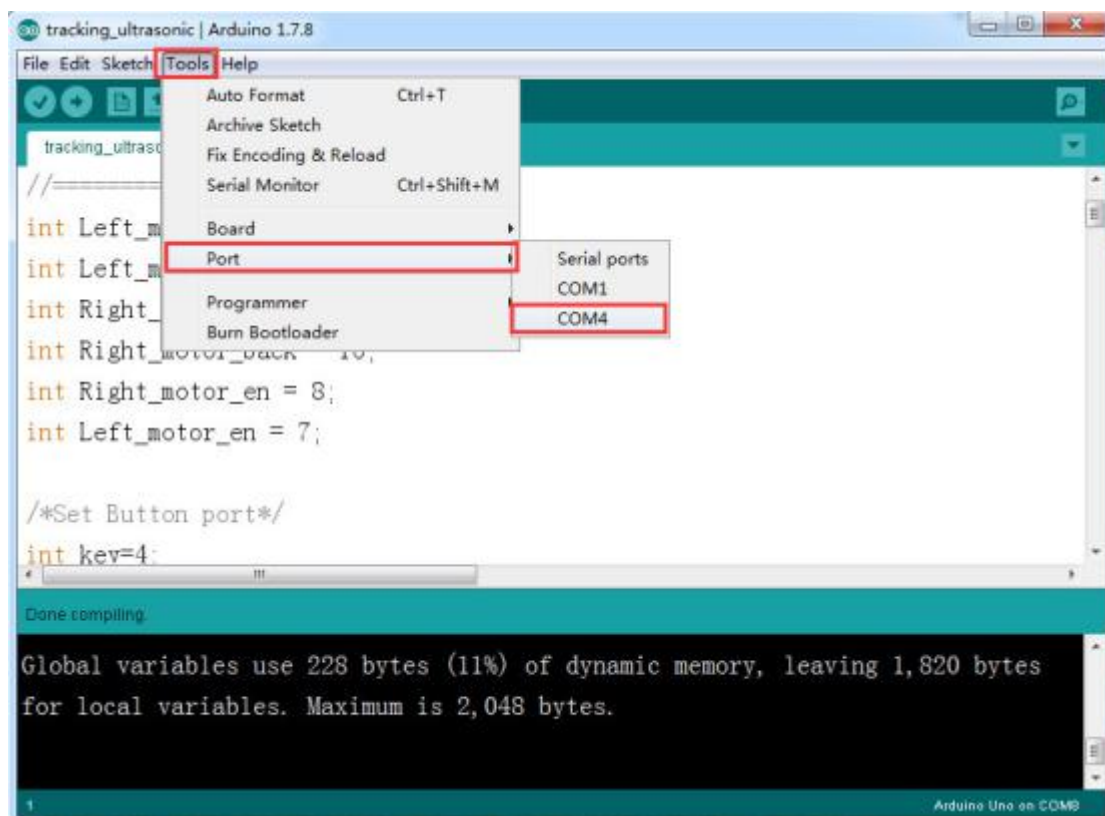 tracking_ultrasonic | Arduino 1.7.8
File Edit Sketch Tools Help
Auto Format Ctrl+T
Archive Sketch
Fix Encoding & Reload
Serial Monitor Ctrl+Shift+M
Board
Port
Programmer
Burn Bootloader
Serial ports
COM1
COM4
tracking_ultraso
//==========
int Left_m
int Left_m
int Right_
int Right_motor_back = 10;
int Right_motor_en = 8;
int Left_motor_en = 7;
/*Set Button port*/
int key=4;
Done compiling.
Global variables use 228 bytes (11%) of dynamic memory, leaving 1,820 bytes
for local variables. Maximum is 2,048 bytes.
1
Arduino Uno on COM8